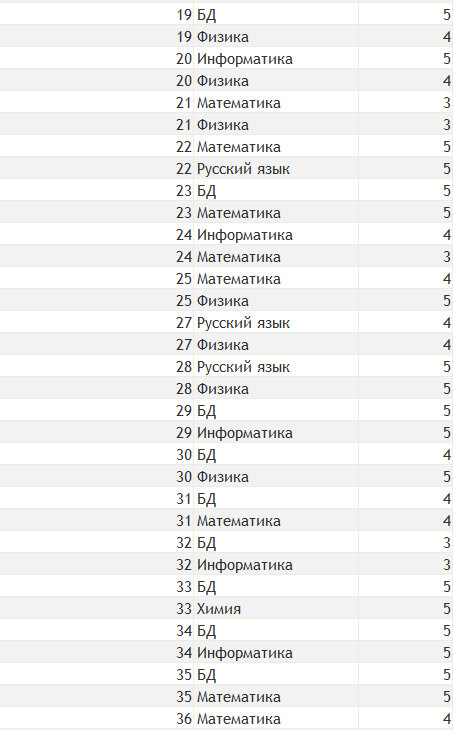 19 БД 5
19 Физика 4
20 Информатика 5
20 Физика 4
21 Математика 3
21 Физика 3
22 Математика 5
22 Русский язык 5
23 БД 5
23 Математика 5
24 Информатика 4
24 Математика 3
25 Математика 4
25 Физика 5
27 Русский язык 4
27 Физика 4
28 Русский язык 5
28 Физика 5
29 БД 5
29 Информатика 5
30 БД 4
30 Физика 5
31 БД 4
31 Математика 4
32 БД 3
32 Информатика 3
33 БД 5
33 Химия 5
34 БД 5
34 Информатика 5
35 БД 5
35 Математика 5
36 Математика 4